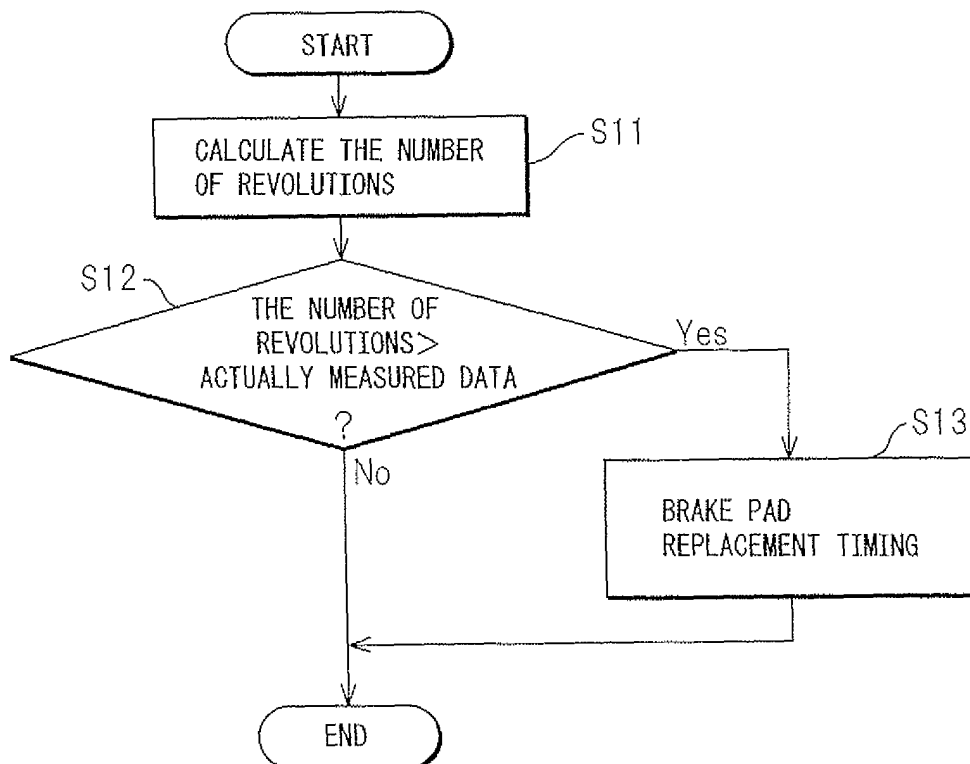 START
CALCULATE THE NUMBER
OF REVOLUTIONS
S11
S12
THE NUMBER OF
REVOLUTIONS>
ACTUALLY MEASURED DATA
?
Yes
No
S13
BRAKE PAD
REPLACEMENT TIMING
END